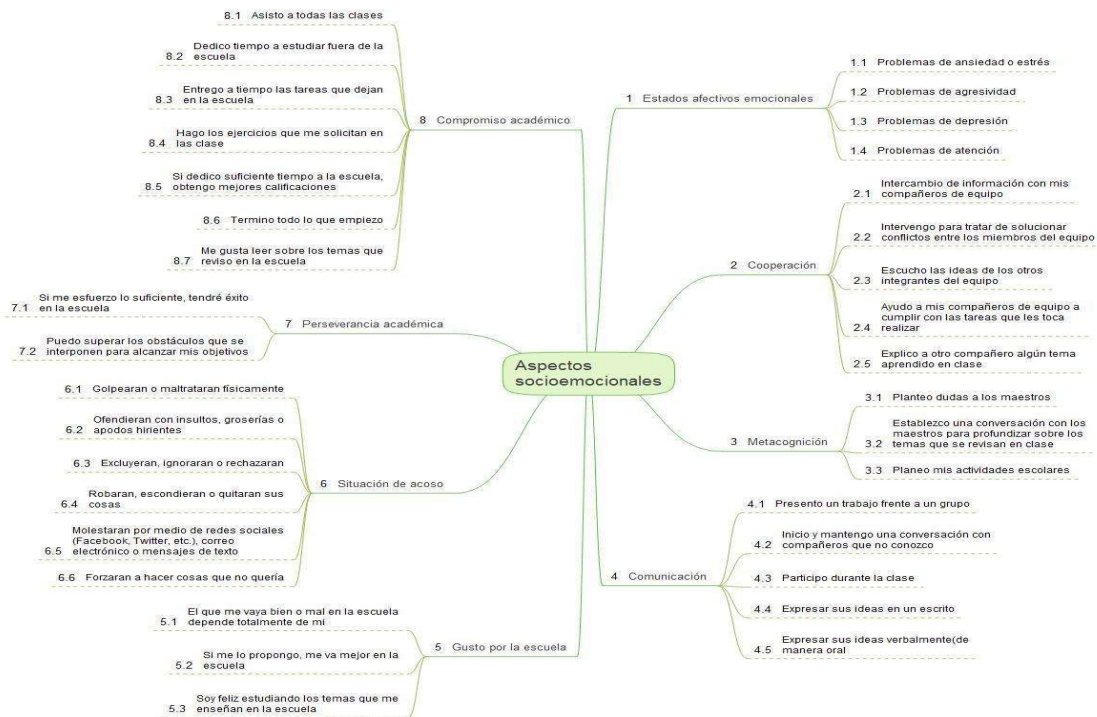 Aspectos
socioemocionales
1 Estados afectivos emocionales
1.1 Problemas de ansiedad o estrés
1.2 Problemas de agresividad
1.3 Problemas de depresión
1.4 Problemas de atención
2 Cooperación
2.1 Intercambio de información con mis
compañeros de equipo
2.2 Intervengo para tratar de solucionar
conflictos entre los miembros del equipo
2.3 Escucho las ideas de los otros
integrantes del equipo
2.4 Ayudo a mis compañeros de equipo a
cumplir con las tareas que les toca
realizar
2.5 Explico a otro compañero algún tema
aprendido en clase
3 Metacognición
3.1 Planteo dudas a los maestros
3.2 Establezco una conversación con los
maestros para profundizar sobre los
temas que se revisan en clase
3.3 Planeo mis actividades escolares
4 Comunicación
4.1 Presento un trabajo frente a un grupo
4.2 Inicio y mantengo una conversación con
compañeros que no conozco
4.3 Participo durante la clase
4.4 Expresar sus ideas en un escrito
4.5 Expresar sus ideas verbalmente(de
manera oral
5 Gusto por la escuela
5.1 El que me vaya bien o mal en la escuela
depende totalmente de mi
5.2 Si me lo propongo, me va mejor en la
escuela
5.3 Soy feliz estudiando los temas que me
enseñan en la escuela
6 Situación de acoso
6.1 Golpearan o maltrataran físicamente
6.2 Ofendieran con insultos, groserías o
apodos hirientes
6.3 Excluyeran, ignoraran o rechazaran
6.4 Robaran, escondieran o quitaran sus
cosas
6.5 Molestaran por medio de redes sociales
(Facebook, Twitter, etc.), correo
electrónico o mensajes de texto
6.6 Forzaran a hacer cosas que no quería
7 Perseverancia académica
7.1 Si me esfuerzo lo suficiente, tendré éxito
en la escuela
7.2 Puedo superar los obstáculos que se
interponen para alcanzar mis objetivos
8 Compromiso académico
8.1 Asisto a todas las clases
8.2 Dedico tiempo a estudiar fuera de la
escuela
8.3 Entrego a tiempo las tareas que dejan
en la escuela
8.4 Hago los ejercicios que me solicitan en
las clase
8.5 Si dedico suficiente tiempo a la escuela,
obtengo mejores calificaciones
8.6 Termino todo lo que empiezo
8.7 Me gusta leer sobre los temas que
reviso en la escuela